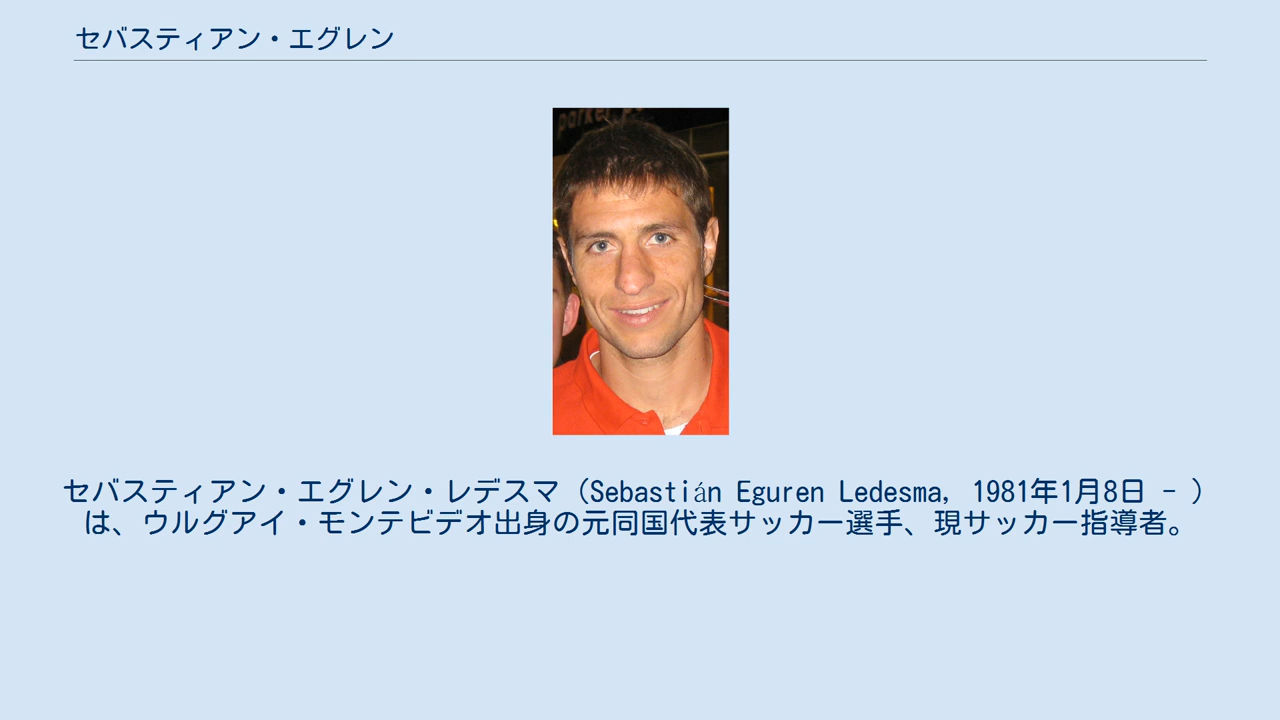 セバスティアン・エグレン
セバスティアン・エグレン・レデスマ（Sebastián Eguren Ledesma, 1981年1月8日 - ）
は、ウルグアイ・モンテビデオ出身の元同国代表サッカー選手、現サッカー指導者。